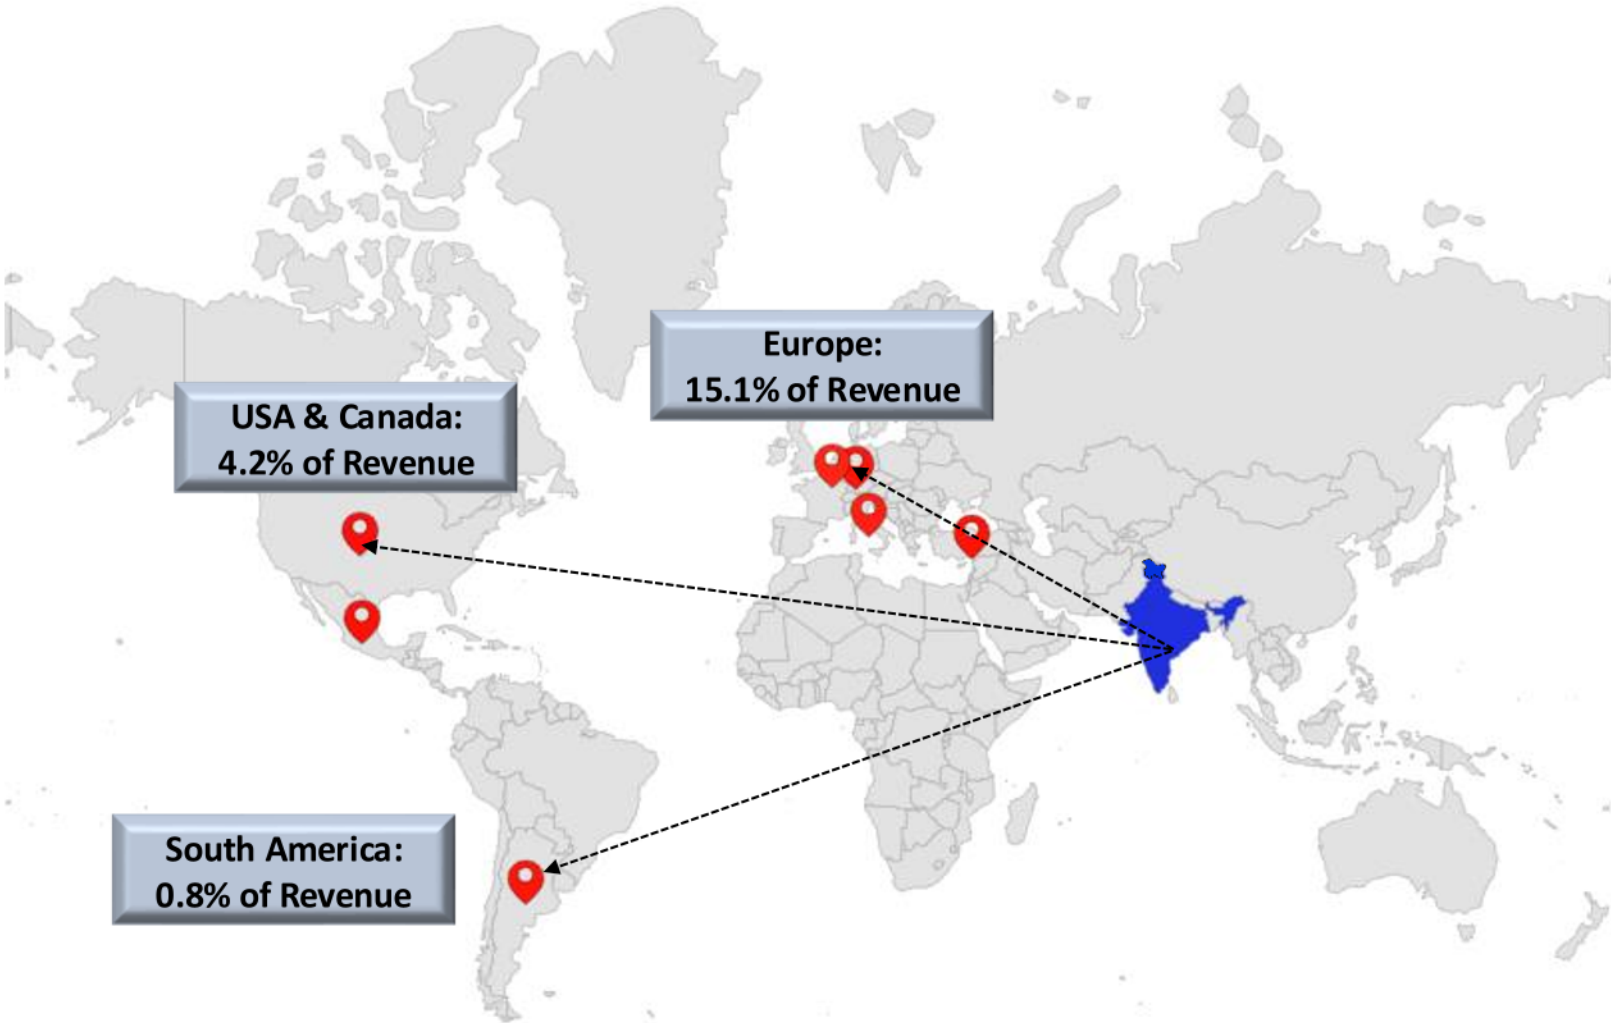 Europe:
15.1% of Revenue
USA & Canada:
4.2% of Revenue
South America:
0.8% of Revenue